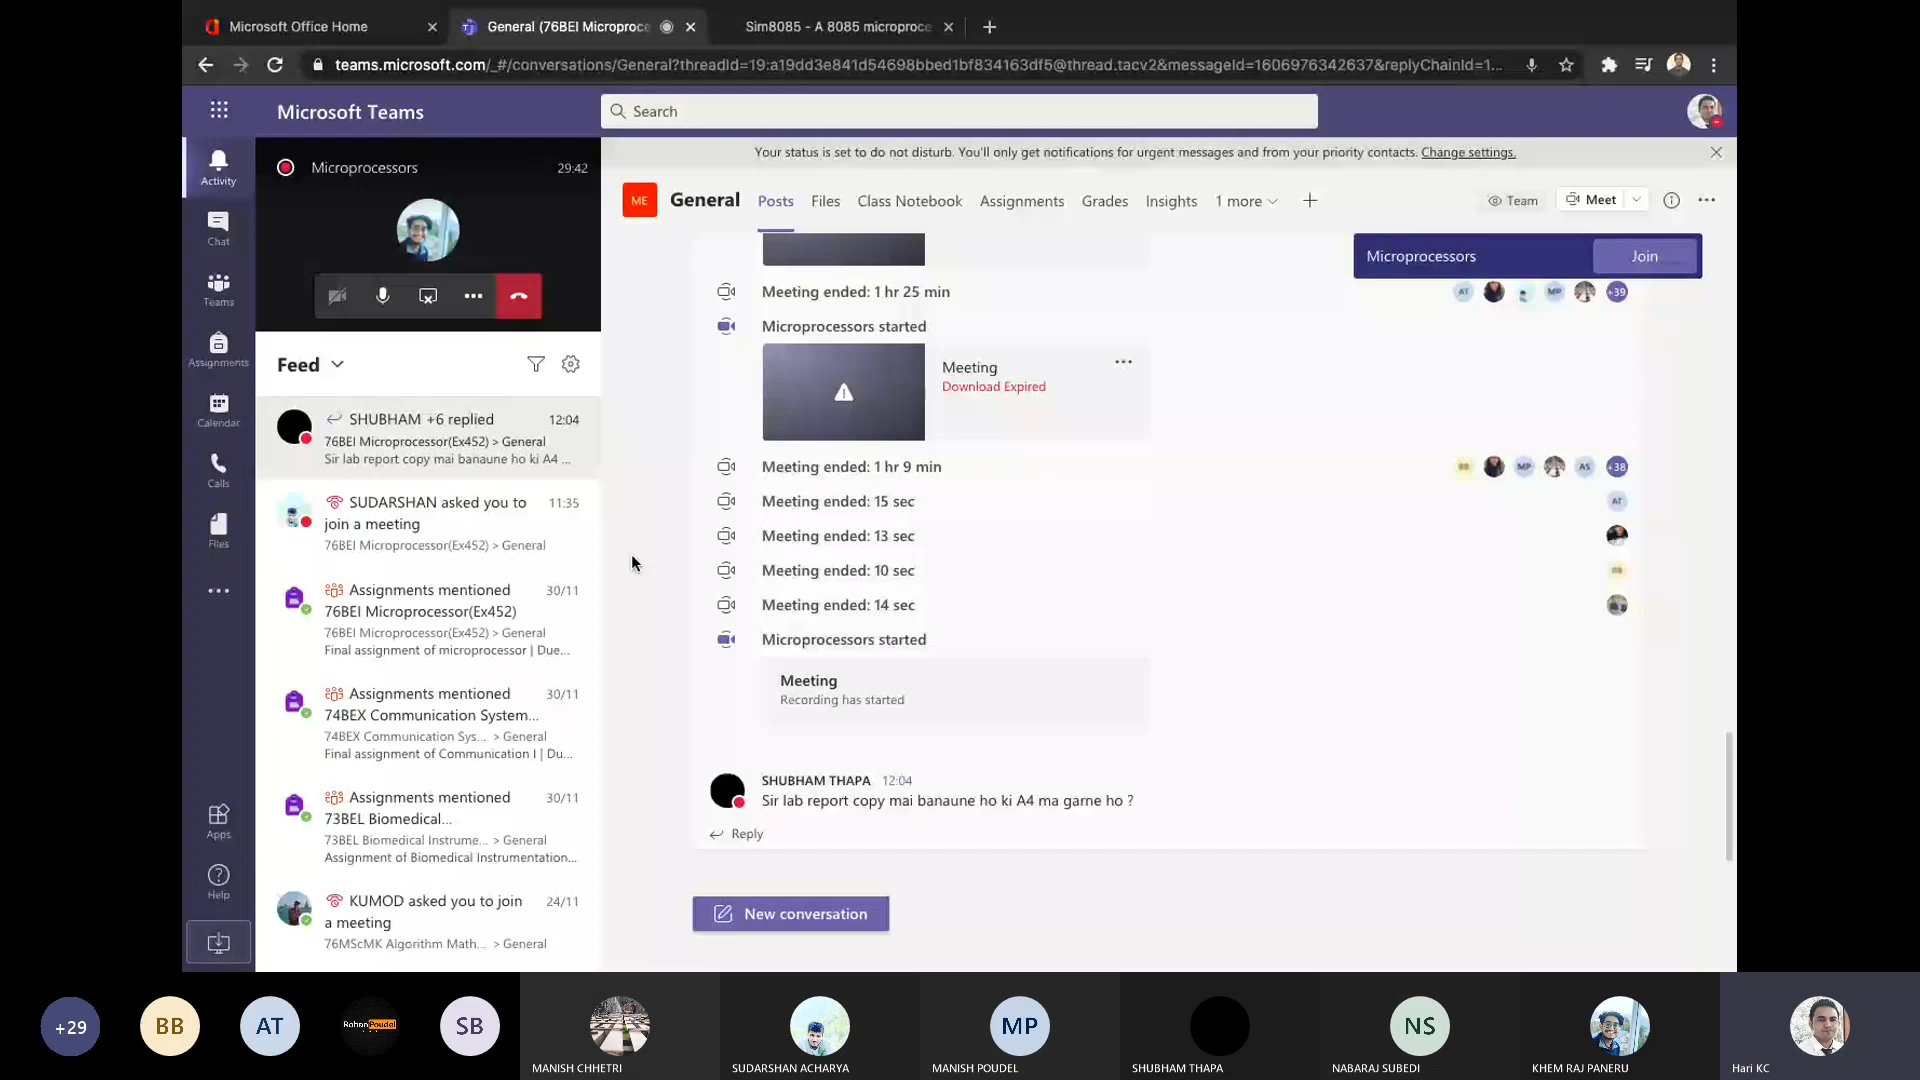 Microsoft Office Home
General (76BEI Microproce
Sim8085 - A 8085 microproce
teams.microsoft.com/_#/conversations/General?threadId=19:a19dd3e841d54698bbed1bf834163df5@thread.tacv2&messageId=1606976342637&replyChainId=1...
Microsoft Teams
Search
Your status is set to do not disturb. You'll only get notifications for urgent messages and from your priority contacts. Change settings.
Activity
Chat
Teams
Assignments
Calendar
Calls
Files
Apps
Help
Microprocessors
29:42
Feed
SHUBHAM +6 replied 12:04
76BEI Microprocessor(Ex452) > General
Sir lab report copy mai banaune ho ki A4 ...
SUDARSHAN asked you to 11:35
join a meeting
76BEI Microprocessor(Ex452) > General
Assignments mentioned 30/11
76BEI Microprocessor(Ex452)
76BEI Microprocessor(Ex452) > General
Final assignment of microprocessor | Due...
Assignments mentioned 30/11
74BEX Communication System...
74BEX Communication Sys... > General
Final assignment of Communication I | Du...
Assignments mentioned 30/11
73BEL Biomedical...
73BEL Biomedical Instrume... > General
Assignment of Biomedical Instrumentation...
KUMOD asked you to join 24/11
a meeting
76MScMK Algorithm Math... > General
ME
General Posts Files Class Notebook Assignments Grades Insights 1 more
Team
Meet
Microprocessors Join
Meeting ended: 1 hr 25 min
AT MP +39
Microprocessors started
Meeting
Download Expired
Meeting ended: 1 hr 9 min
BB MP AS +38
Meeting ended: 15 sec
AT
Meeting ended: 13 sec
Meeting ended: 10 sec
BB
Meeting ended: 14 sec
Microprocessors started
Meeting
Recording has started
SHUBHAM THAPA 12:04
Sir lab report copy mai banaune ho ki A4 ma garne ho ?
Reply
New conversation
+29
BB
AT
Rohan Poudel
SB
MANISH CHHETRI
SUDARSHAN ACHARYA
MP
MANISH POUDEL
SHUBHAM THAPA
NS
NABARAJ SUBEDI
KHEM RAJ PANERU
Hari KC